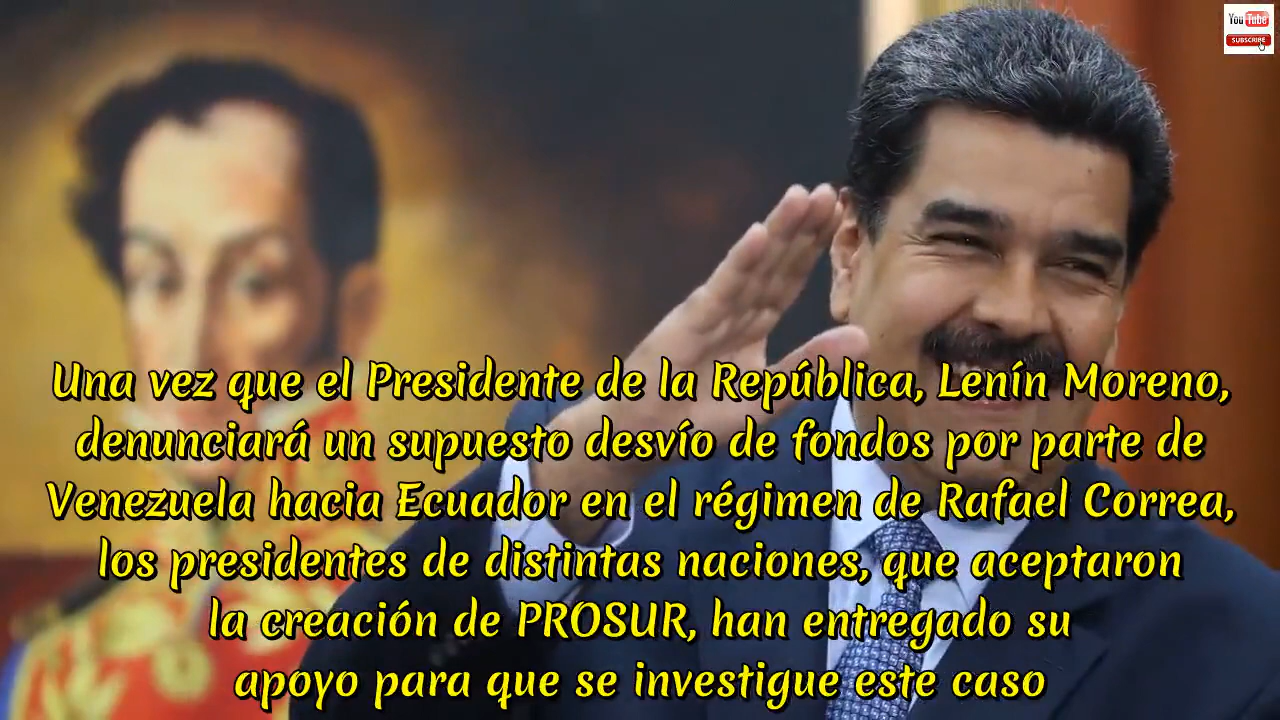 You Tube
SUBSCRIBE
Una vez que el Presidente de la República, Lenín Moreno,
denunciará un supuesto desvío de fondos por parte de
Venezuela hacia Ecuador en el régimen de Rafael Correa,
los presidentes de distintas naciones, que aceptaron
la creación de PROSUR, han entregado su
apoyo para que se investigue este caso